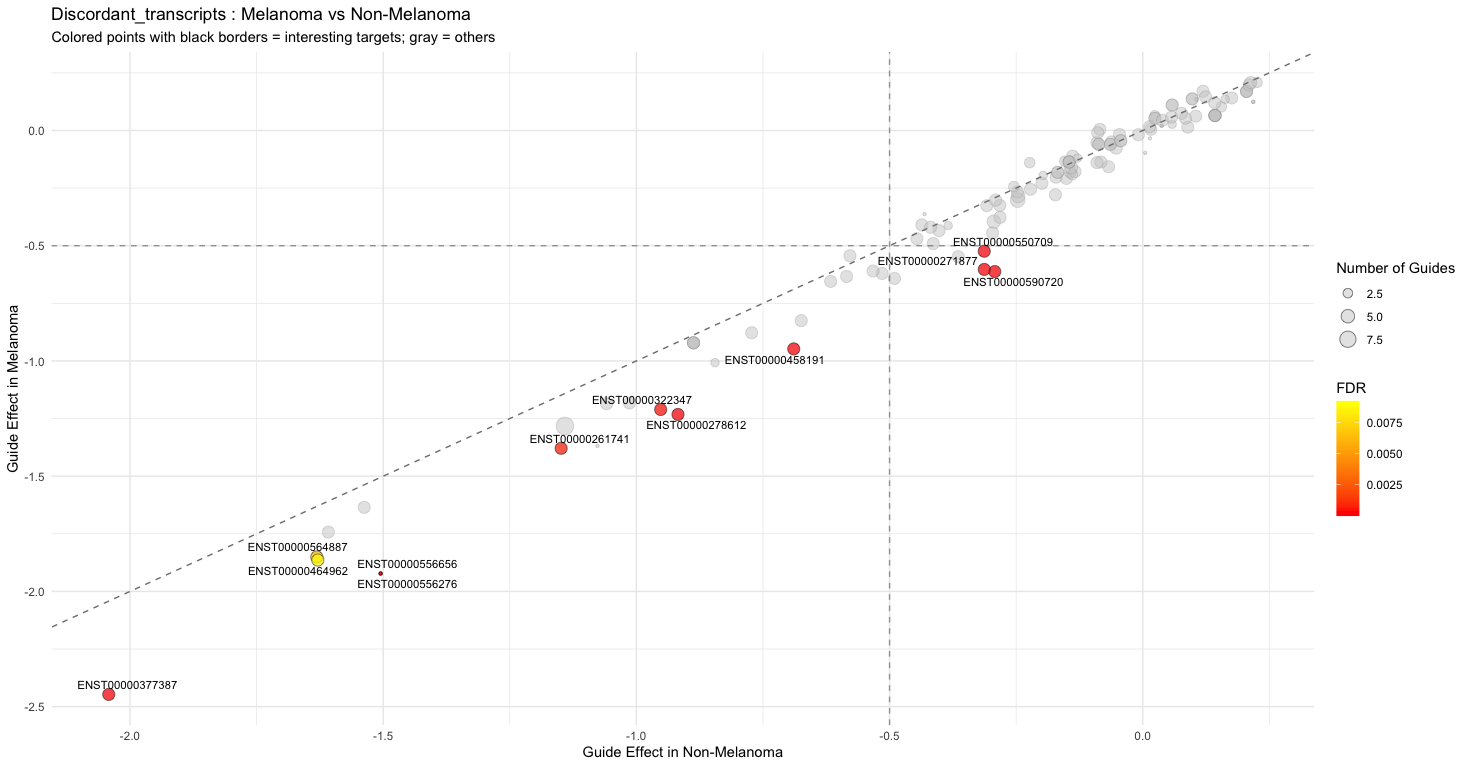 Discordant_transcripts : Melanoma vs Non-Melanoma
Colored points with black borders = interesting targets; gray = others
Guide Effect in Melanoma
0.0
-0.5
-1.0
-1.5
-2.0
-2.5
ENST00000550709
ENST00000271877
ENST00000590720
ENST00000458191
ENST00000322347
ENST00000278612
ENST00000261741
ENST00000564887
ENST00000556656
ENST00000464962
ENST00000556276
ENST00000377387
-2.0
-1.5
-1.0
-0.5
0.0
Guide Effect in Non-Melanoma
Number of Guides
2.5
5.0
7.5
FDR
0.0075
0.0050
0.0025